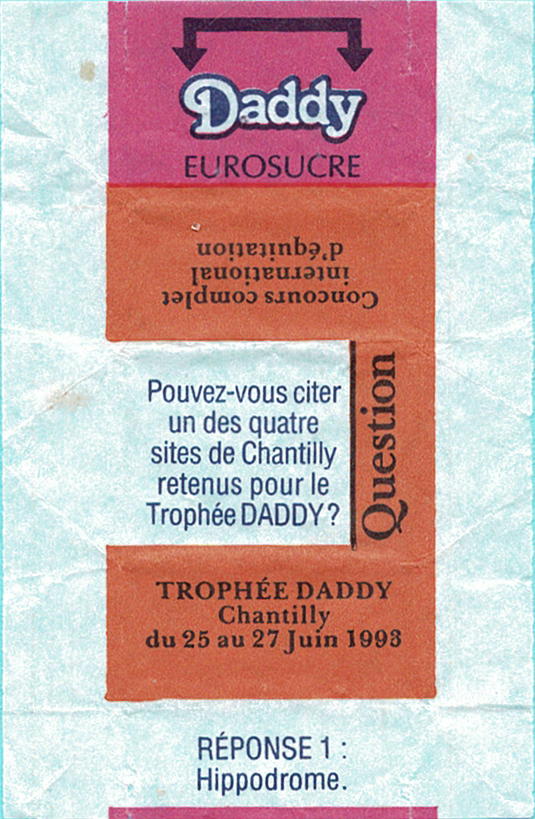 Daddy
EUROSUCRE
Concours complet
international
d'équitation
Pouvez-vous citer
un des quatre
sites de Chantilly
retenus pour le
Trophée DADDY?
Question
TROPHÉE DADDY
Chantilly
du 25 au 27 Juin 1993
RÉPONSE 1 :
Hippodrome.